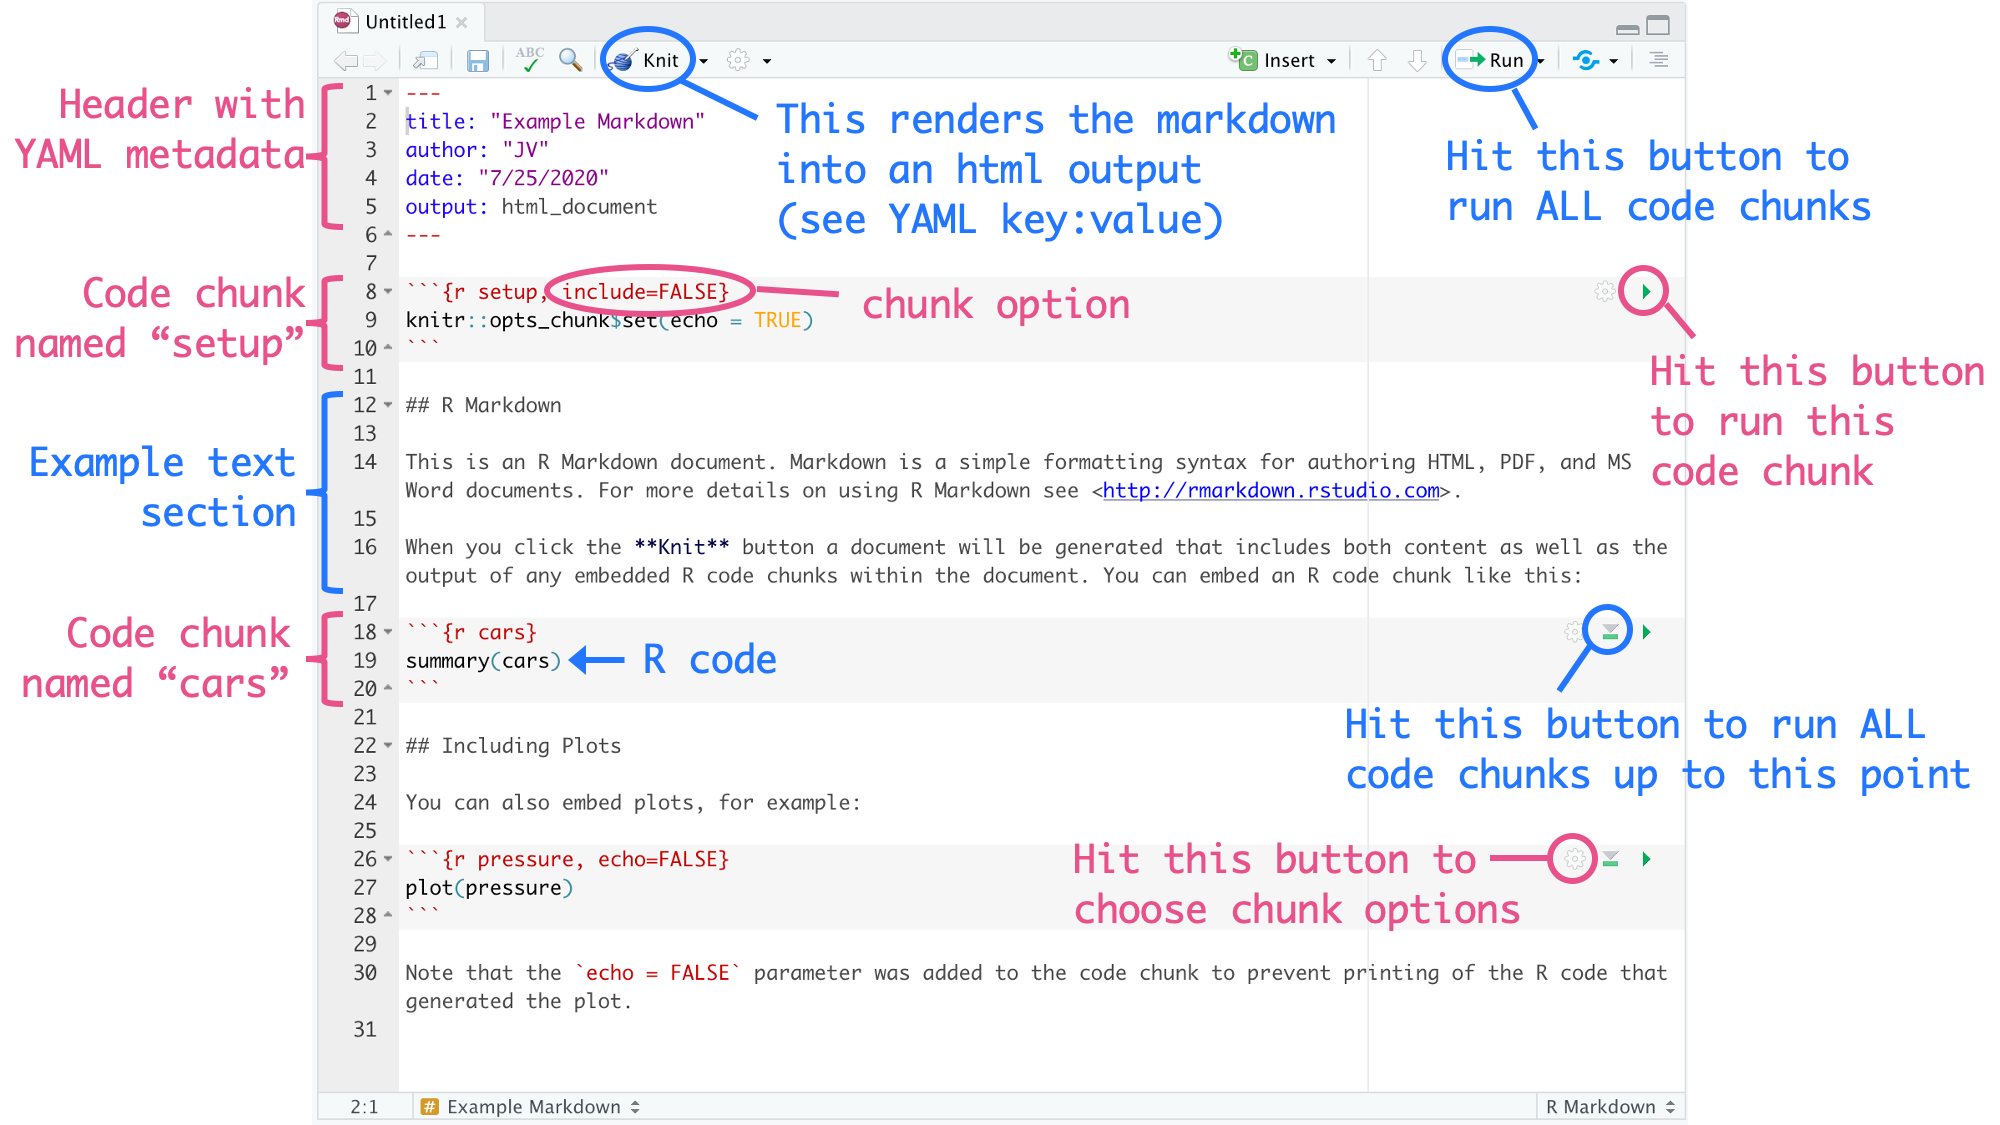 Untitled1
ABC
Knit
Insert
Run
Header with
YAML metadata
This renders the markdown
into an html output
(see YAML key:value)
Hit this button to
run ALL code chunks
1 ---
2 title: "Example Markdown"
3 author: "JV"
4 date: "7/25/2020"
5 output: html_document
6 ---
7
Code chunk
named “setup”
8 ```{r setup, include=FALSE}
9 knitr::opts_chunk$set(echo = TRUE)
10 ```
chunk option
Hit this button
to run this
code chunk
11
Example text
section
12 ## R Markdown
13
14 This is an R Markdown document. Markdown is a simple formatting syntax for authoring HTML, PDF, and MS
Word documents. For more details on using R Markdown see <http://rmarkdown.rstudio.com>.
15
16 When you click the **Knit** button a document will be generated that includes both content as well as the
output of any embedded R code chunks within the document. You can embed an R code chunk like this:
17
Code chunk
named “cars”
18 ```{r cars}
19 summary(cars)
20 ```
R code
Hit this button to run ALL
code chunks up to this point
21
22 ## Including Plots
23
24 You can also embed plots, for example:
25
26 ```{r pressure, echo=FALSE}
27 plot(pressure)
28 ```
Hit this button to
choose chunk options
29
30 Note that the `echo = FALSE` parameter was added to the code chunk to prevent printing of the R code that
generated the plot.
31
2:1
# Example Markdown
R Markdown